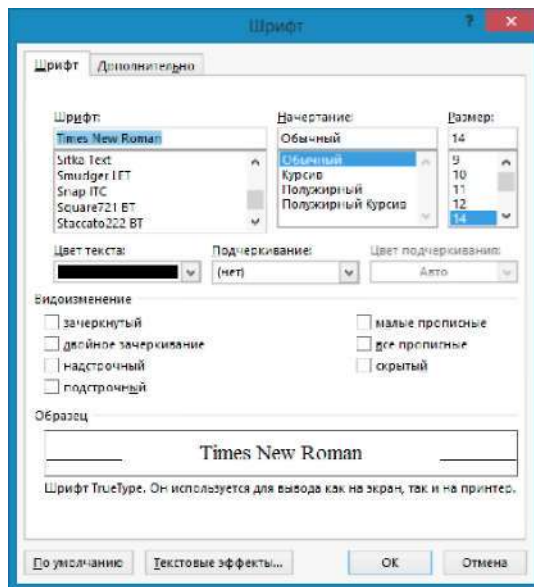 Шрифт
?
×
Шрифт Дополнительно
Шрифт: Начертание: Размер:
Times New Roman Обычный 14
Sitka Text Обычный 9
Smudger LET Курсив 10
Snap ITC Полужирный 11
Square721 BT Полужирный Курсив 12
Staccato222 BT 14
Цвет текста: Подчеркивание: Цвет подчеркивания:
(нет) Авто
Видоизменение
зачеркнутый малые прописные
двойное зачеркивание все прописные
надстрочный скрытый
подстрочный
Образец
Times New Roman
Шрифт TrueType. Он используется для вывода как на экран, так и на принтер.
По умолчанию Текстовые эффекты... ОК Отмена